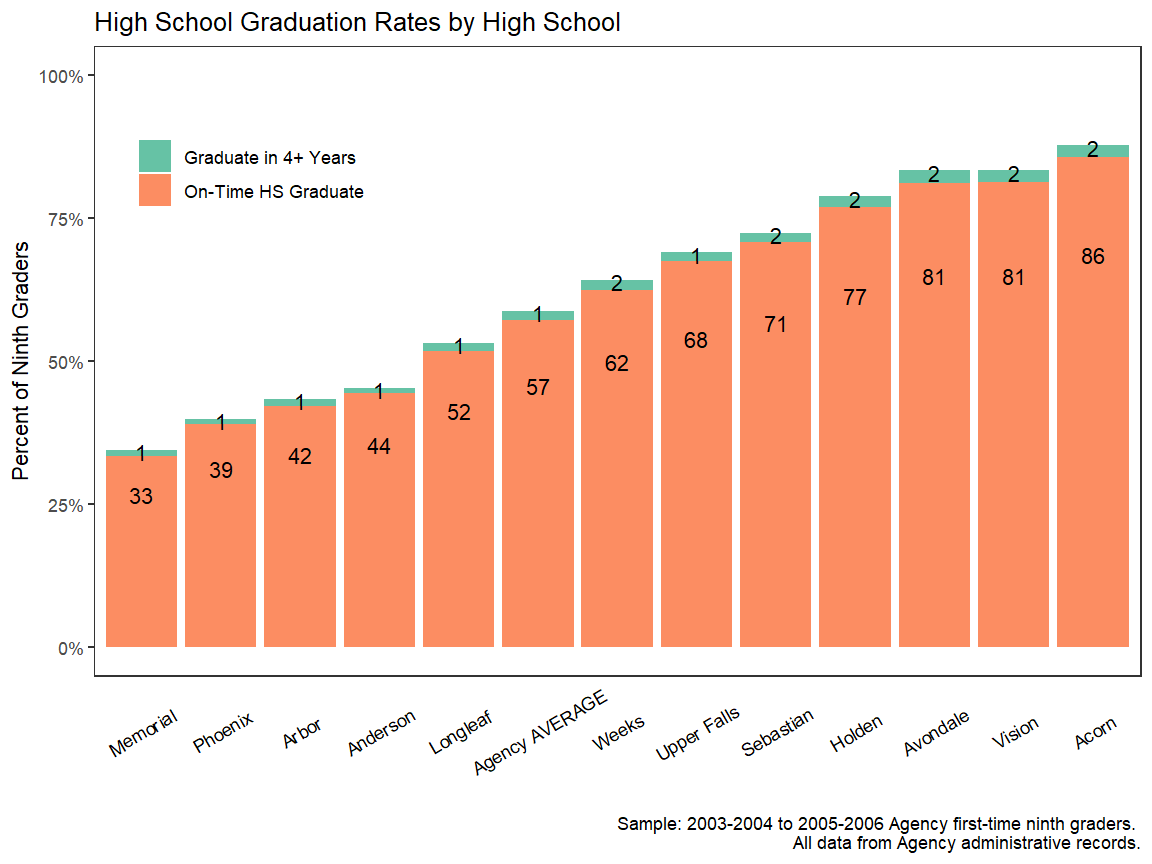 High School Graduation Rates by High School
Percent of Ninth Graders
100%
75%
50%
25%
0%
Graduate in 4+ Years
On-Time HS Graduate
1
33
1
39
1
42
1
44
1
52
1
57
2
62
1
68
2
71
2
77
2
81
2
81
2
86
Memorial
Phoenix
Arbor
Anderson
Longleaf
Agency AVERAGE
Weeks
Upper Falls
Sebastian
Holden
Avondale
Vision
Acorn
Sample: 2003-2004 to 2005-2006 Agency first-time ninth graders.
All data from Agency administrative records.